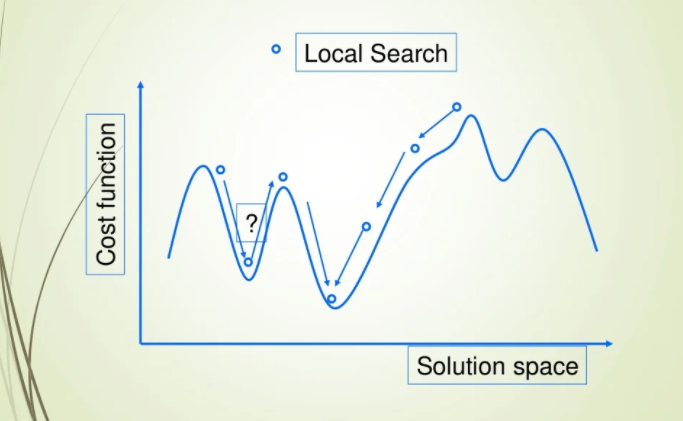 Local Search
Cost function
?
Solution space